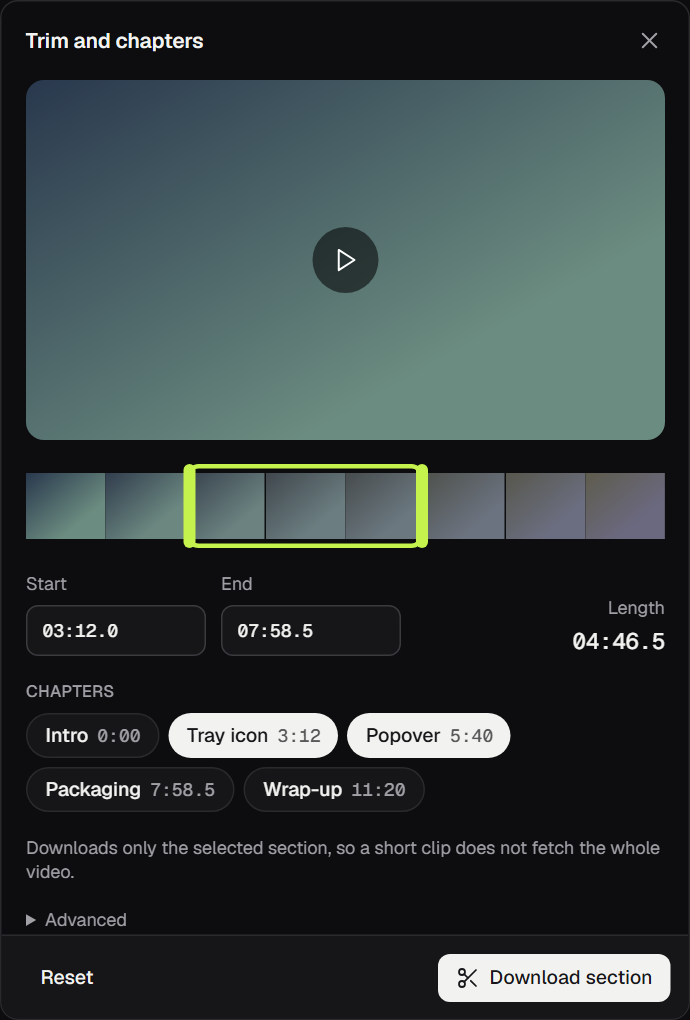 Trim and chapters
Start
End
Length
03:12.0
07:58.5
04:46.5
CHAPTERS
Intro 0:00
Tray icon 3:12
Popover 5:40
Packaging 7:58.5
Wrap-up 11:20
Downloads only the selected section, so a short clip does not fetch the whole
video.
Advanced
Reset
Download section